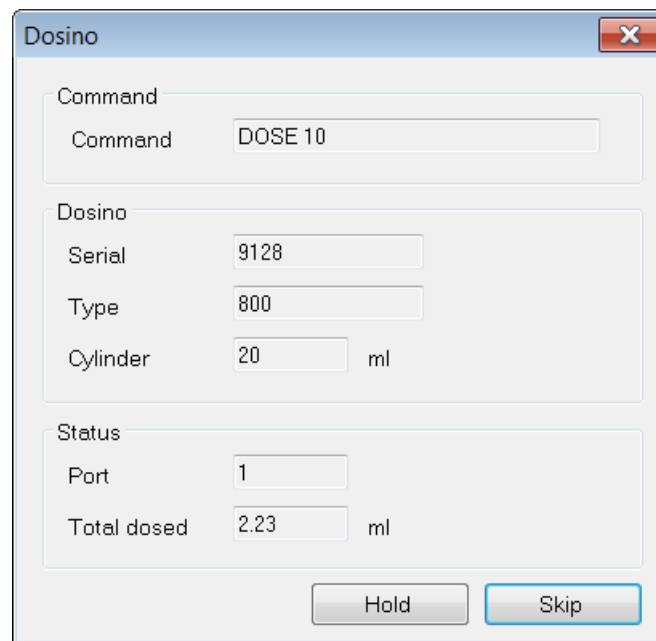 Dosino
Command
Command DOSE 10
Dosino
Serial 9128
Type 800
Cylinder 20 ml
Status
Port 1
Total dosed 2.23 ml
Hold Skip